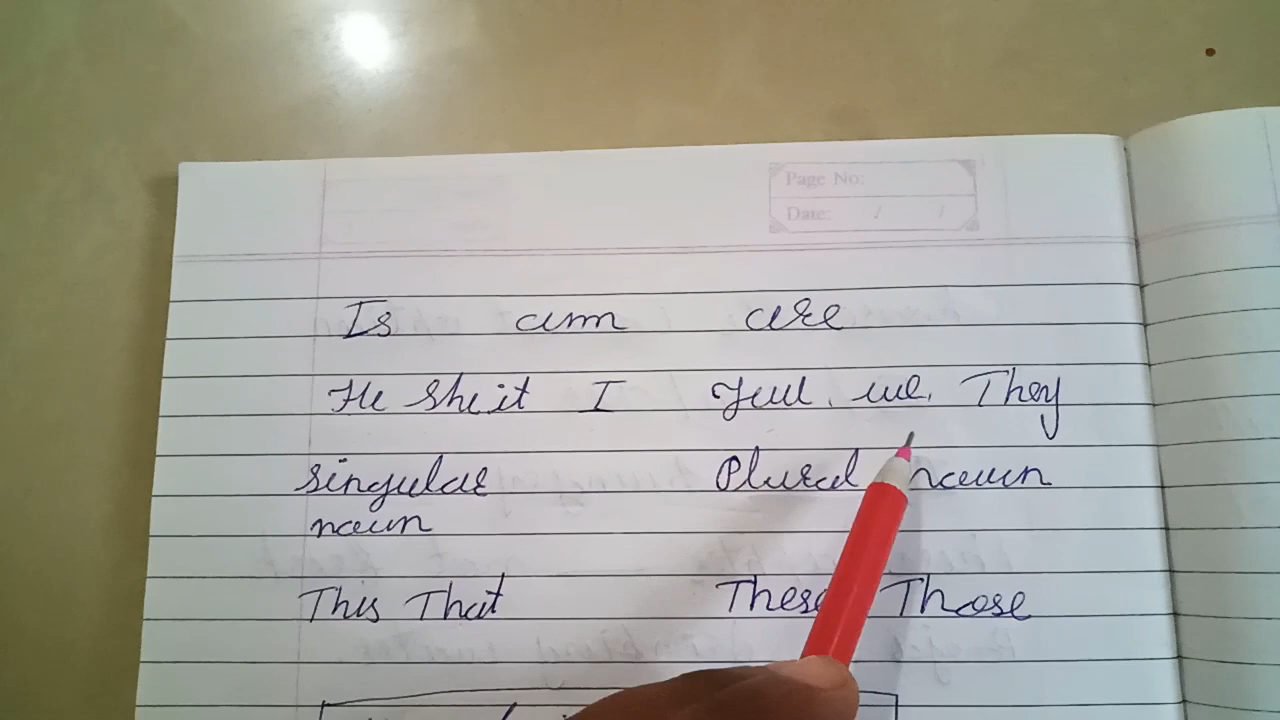 Page No:
Date: / /
Is am are
He She it I You, we, They
singular Plural noun
noun
This That These Those